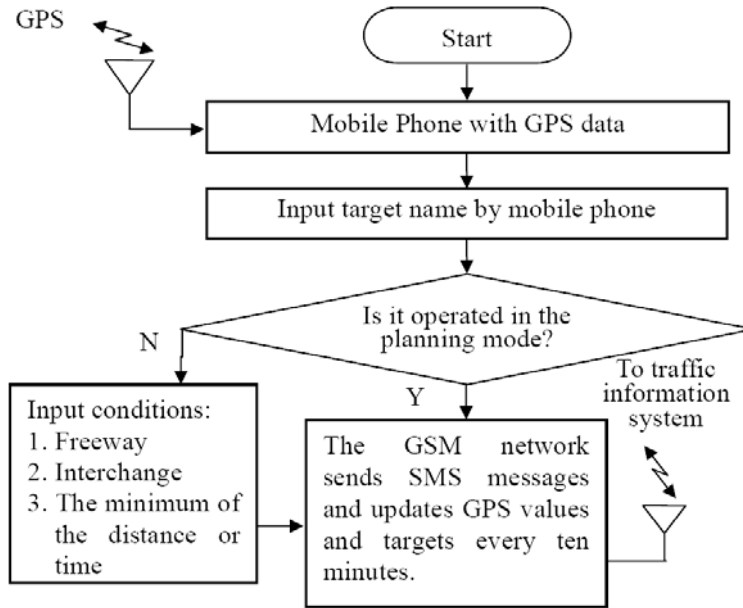 GPS
Start
Mobile Phone with GPS data
Input target name by mobile phone
Is it operated in the
planning mode?
N
Y
To traffic
information
system
Input conditions:
1. Freeway
2. Interchange
3. The minimum of
the distance or
time
The GSM network
sends SMS messages
and updates GPS values
and targets every ten
minutes.